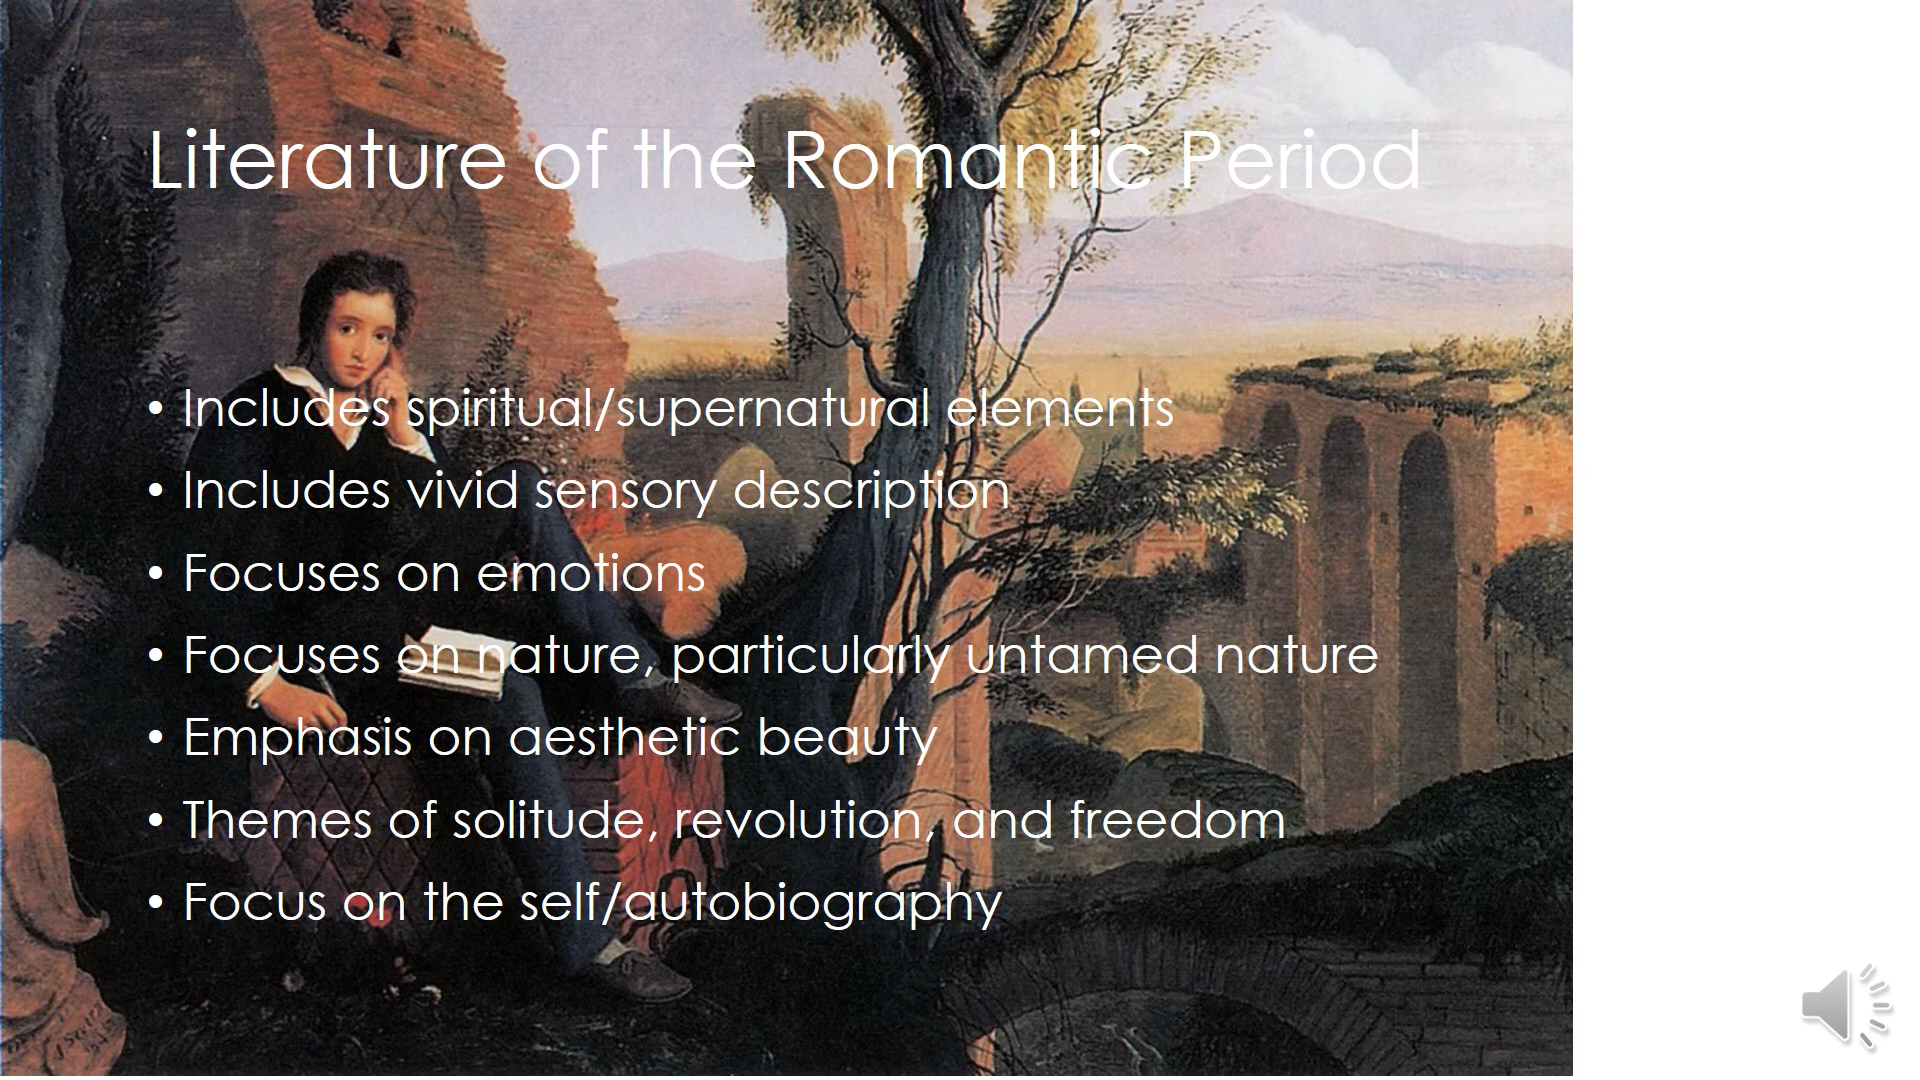 Literature of the Romantic Period
• Includes spiritual/supernatural elements
• Includes vivid sensory description
• Focuses on emotions
• Focuses on nature, particularly untamed nature
• Emphasis on aesthetic beauty
• Themes of solitude, revolution, and freedom
• Focus on the self/autobiography